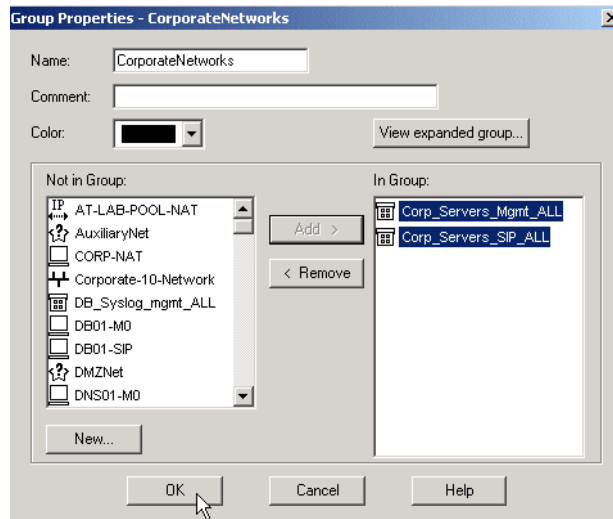 Group Properties - CorporateNetworks
Name: CorporateNetworks
Comment:
Color:
View expanded group...
Not in Group:
In Group:
IP AT-LAB-POOL-NAT
{?} AuxiliaryNet
CORP-NAT
Corporate-10-Network
DB_Syslog_mgmt_ALL
DB01-M0
DB01-SIP
{?} DMZNet
DNS01-M0
Add >
< Remove
Corp_Servers_Mgmt_ALL
Corp_Servers_SIP_ALL
New...
OK
Cancel
Help